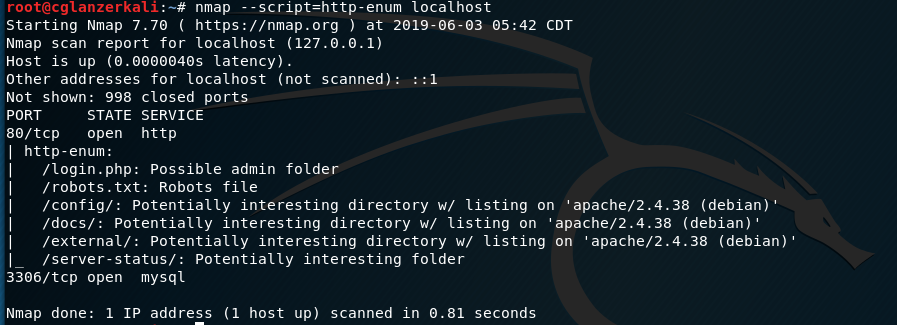 root@cglanzerkali:~# nmap --script=http-enum localhost
Starting Nmap 7.70 ( https://nmap.org ) at 2019-06-03 05:42 CDT
Nmap scan report for localhost (127.0.0.1)
Host is up (0.0000040s latency).
Other addresses for localhost (not scanned): ::1
Not shown: 998 closed ports
PORT     STATE SERVICE
80/tcp   open  http
| http-enum:
|   /login.php: Possible admin folder
|   /robots.txt: Robots file
|   /config/: Potentially interesting directory w/ listing on 'apache/2.4.38 (debian)'
|   /docs/: Potentially interesting directory w/ listing on 'apache/2.4.38 (debian)'
|   /external/: Potentially interesting directory w/ listing on 'apache/2.4.38 (debian)'
|_  /server-status/: Potentially interesting folder
3306/tcp open  mysql
Nmap done: 1 IP address (1 host up) scanned in 0.81 seconds